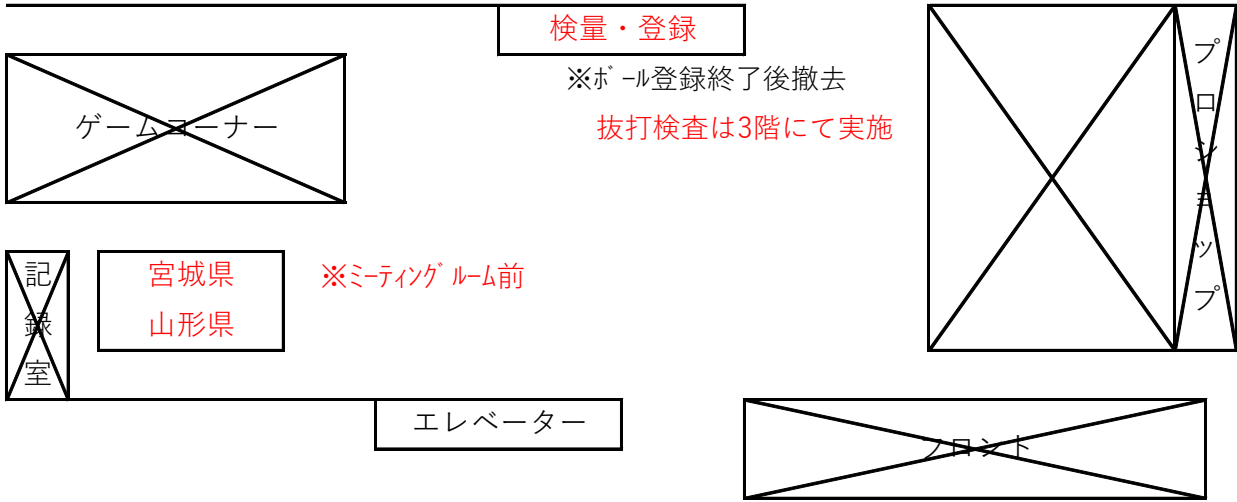 検量・登録
※ﾎﾞｰﾙ登録終了後撤去
抜打検査は3階にて実施
ゲームコーナー
プロショップ
記録室
宮城県
※ﾐｰﾃｨﾝｸﾞﾙｰﾑ前
山形県
エレベーター
フロント